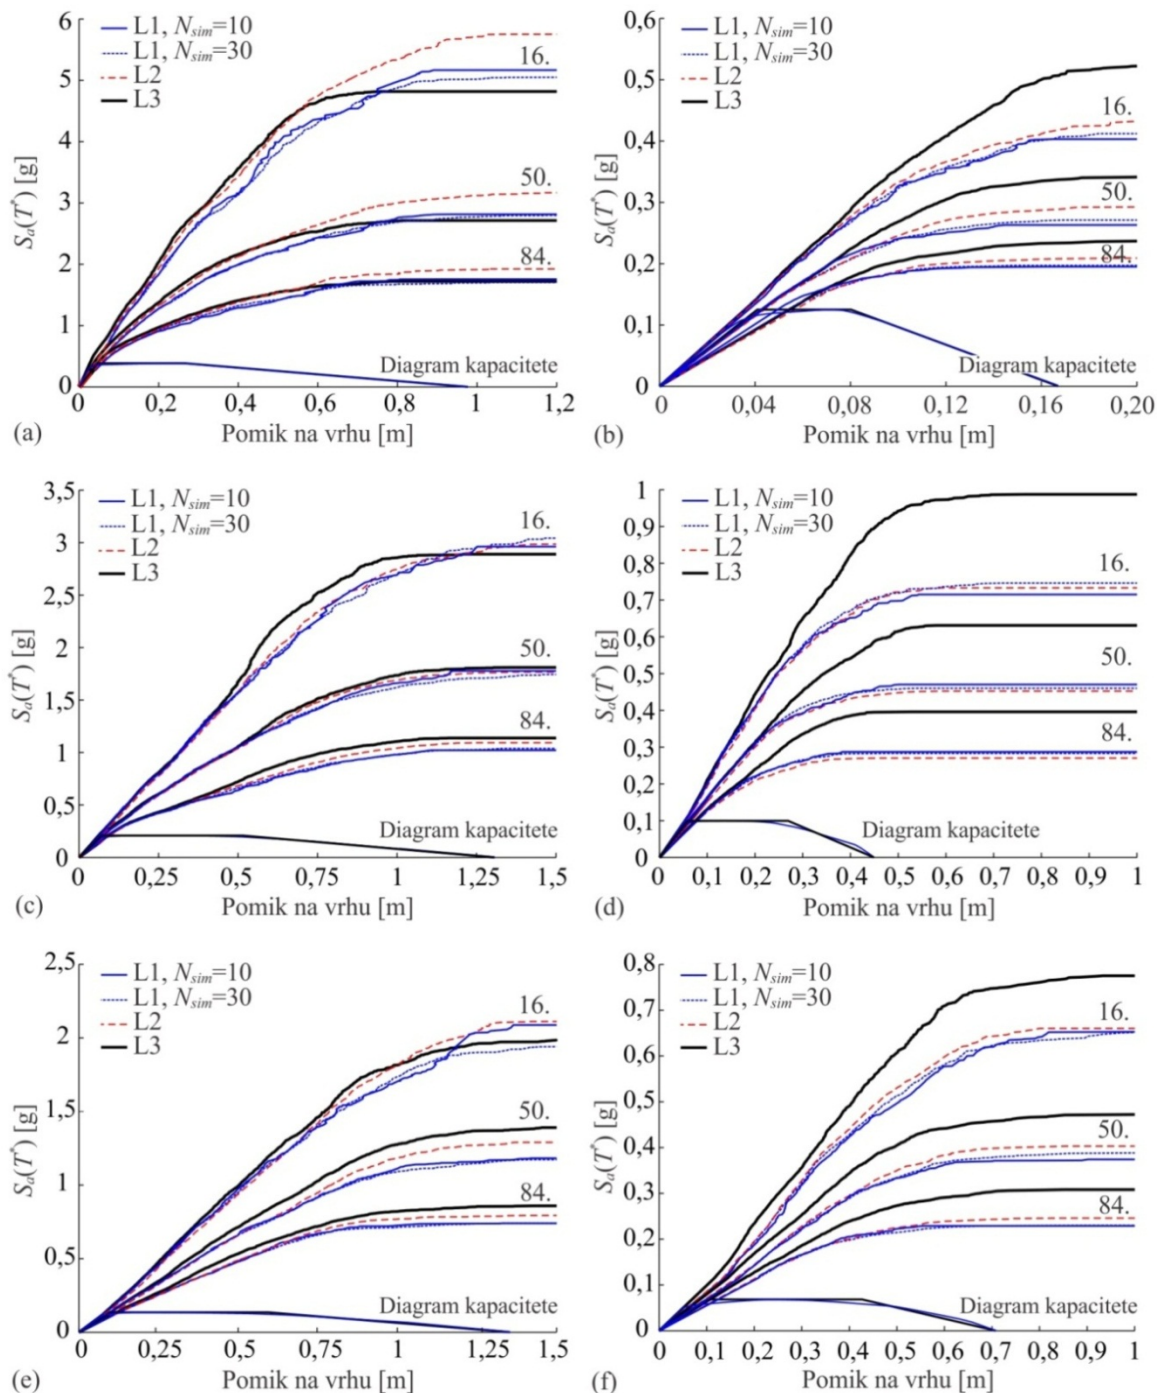 L1, Nsim=10
L1, Nsim=30
L2
L3
16.
50.
84.
Diagram kapacitete
6
5
4
3
2
1
0
Sa(T*) [g]
0 0,2 0,4 0,6 0,8 1 1,2
Pomik na vrhu [m]
(a)
L1, Nsim=10
L1, Nsim=30
L2
L3
16.
50.
84.
Diagram kapacitete
0,6
0,5
0,4
0,3
0,2
0,1
0
Sa(T*) [g]
0 0,04 0,08 0,12 0,16 0,20
Pomik na vrhu [m]
(b)
L1, Nsim=10
L1, Nsim=30
L2
L3
16.
50.
84.
Diagram kapacitete
3,5
3
2,5
2
1,5
1
0,5
0
Sa(T*) [g]
0 0,25 0,5 0,75 1 1,25 1,5
Pomik na vrhu [m]
(c)
L1, Nsim=10
L1, Nsim=30
L2
L3
16.
50.
84.
Diagram kapacitete
1
0,9
0,8
0,7
0,6
0,5
0,4
0,3
0,2
0,1
0
Sa(T*) [g]
0 0,1 0,2 0,3 0,4 0,5 0,6 0,7 0,8 0,9 1
Pomik na vrhu [m]
(d)
L1, Nsim=10
L1, Nsim=30
L2
L3
16.
50.
84.
Diagram kapacitete
2,5
2
1,5
1
0,5
0
Sa(T*) [g]
0 0,25 0,5 0,75 1 1,25 1,5
Pomik na vrhu [m]
(e)
L1, Nsim=10
L1, Nsim=30
L2
L3
16.
50.
84.
Diagram kapacitete
0,8
0,7
0,6
0,5
0,4
0,3
0,2
0,1
0
Sa(T*) [g]
0 0,1 0,2 0,3 0,4 0,5 0,6 0,7 0,8 0,9 1
Pomik na vrhu [m]
(f)